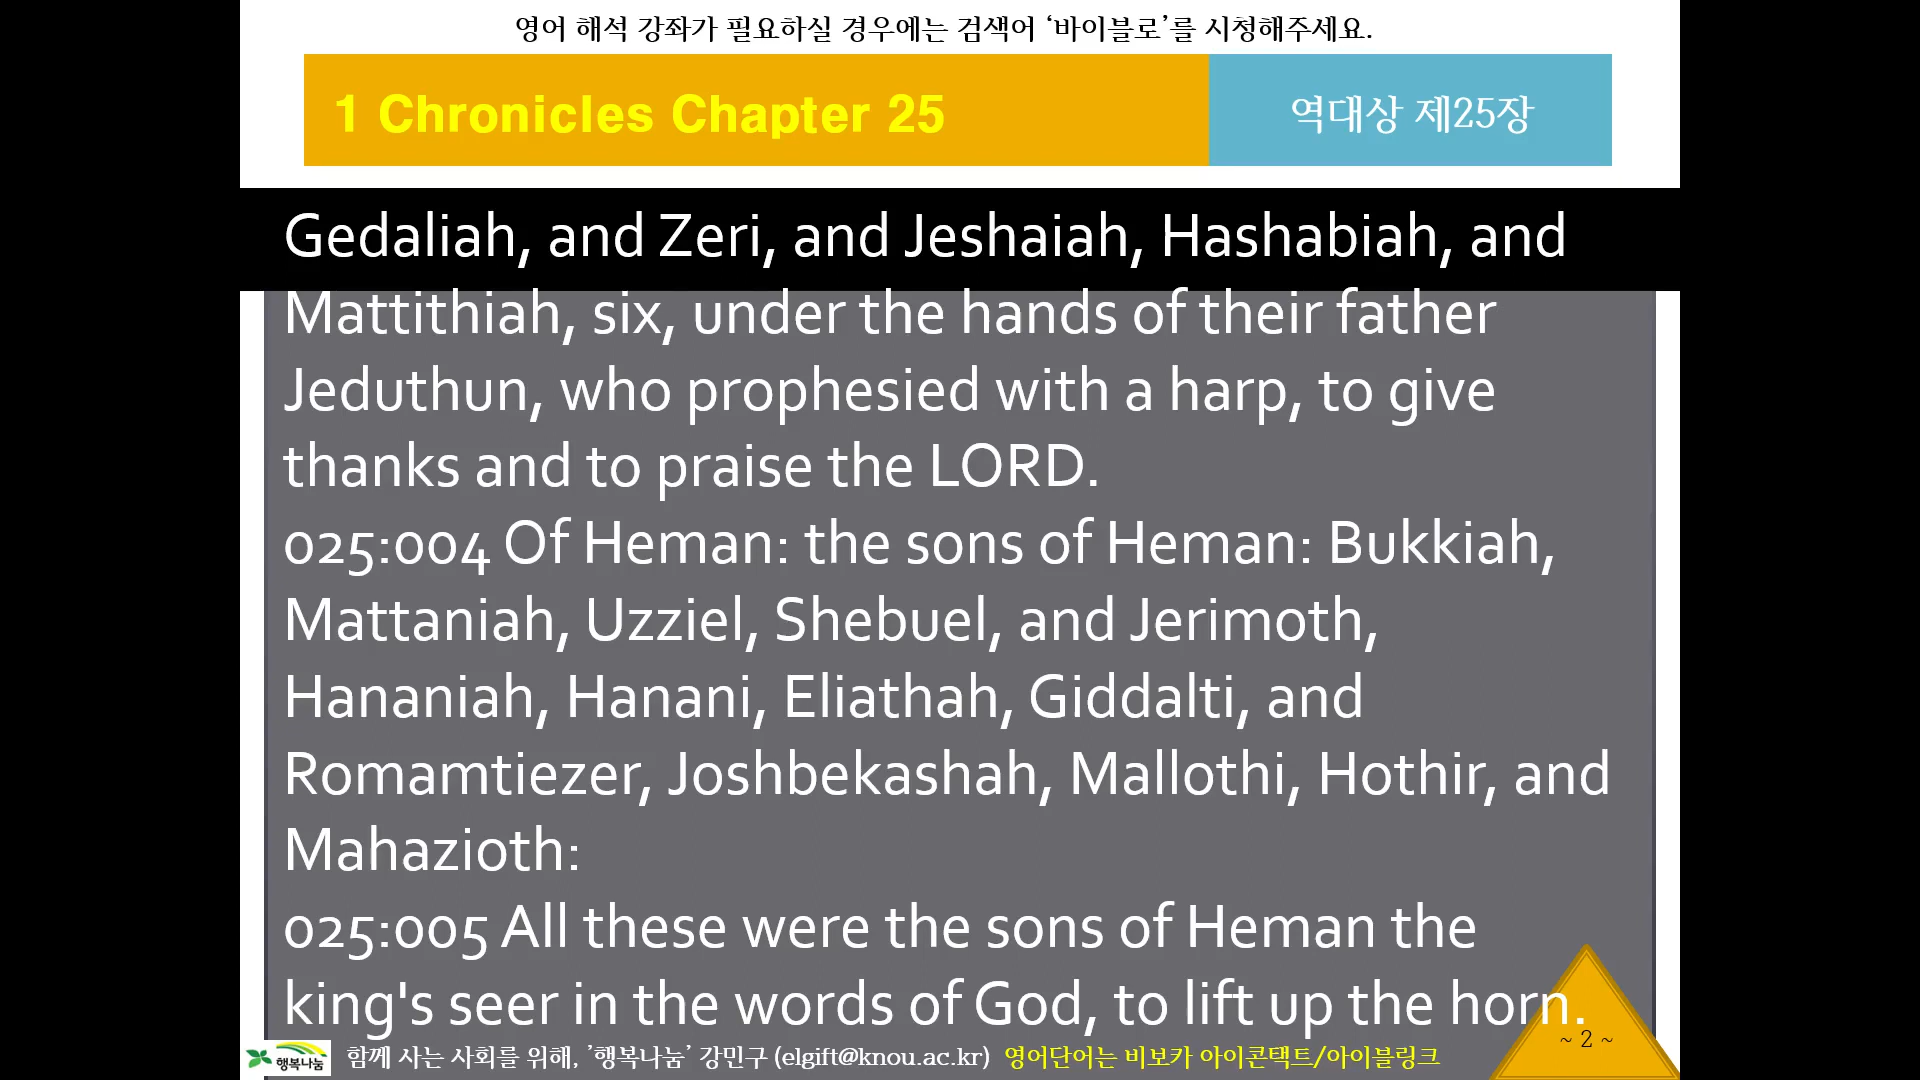 영어 해석 강좌가 필요하실 경우에는 검색어 ‘바이블로’를 시청해주세요.
1 Chronicles Chapter 25
역대상 제25장
Gedaliah, and Zeri, and Jeshaiah, Hashabiah, and
Mattithiah, six, under the hands of their father
Jeduthun, who prophesied with a harp, to give
thanks and to praise the LORD.
025:004 Of Heman: the sons of Heman: Bukkiah,
Mattaniah, Uzziel, Shebuel, and Jerimoth,
Hananiah, Hanani, Eliathah, Giddalti, and
Romamtiezer, Joshbekashah, Mallothi, Hothir, and
Mahazioth:
025:005 All these were the sons of Heman the
king's seer in the words of God, to lift up the horn.
~ 2 ~
행복나눔
함께 사는 사회를 위해, ’행복나눔’ 강민구 (elgift@knou.ac.kr) 영어단어는 비보카 아이콘택트/아이블링크